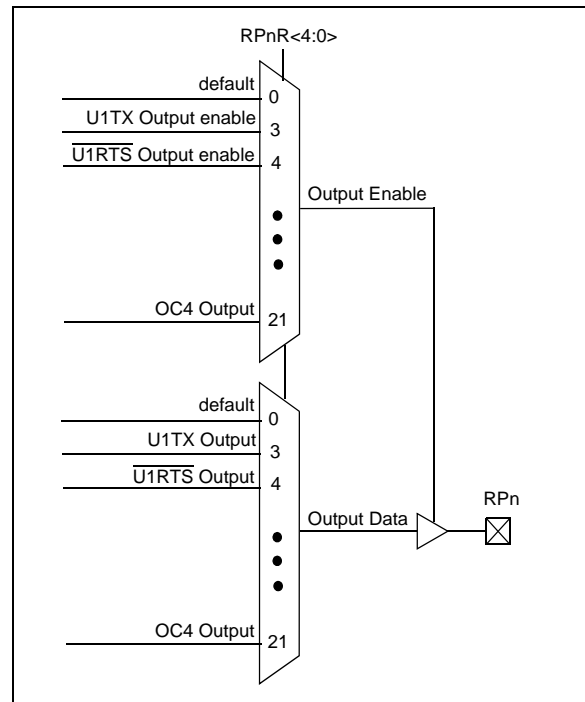 RPnR<4:0>
default
0
U1TX Output enable
3
U1RTS Output enable
4
Output Enable
OC4 Output
21
default
0
U1TX Output
3
U1RTS Output
4
RPn
Output Data
OC4 Output
21